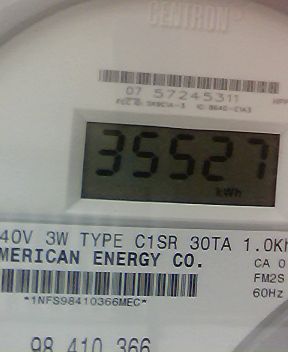 CENTRON
07 57245311
35527
kWh
40V 3W TYPE C1SR 30TA 1.0Kh
MERICAN ENERGY CO. CA 0
FM2S
*1NFS98410366MEC* 60Hz
98 410 366